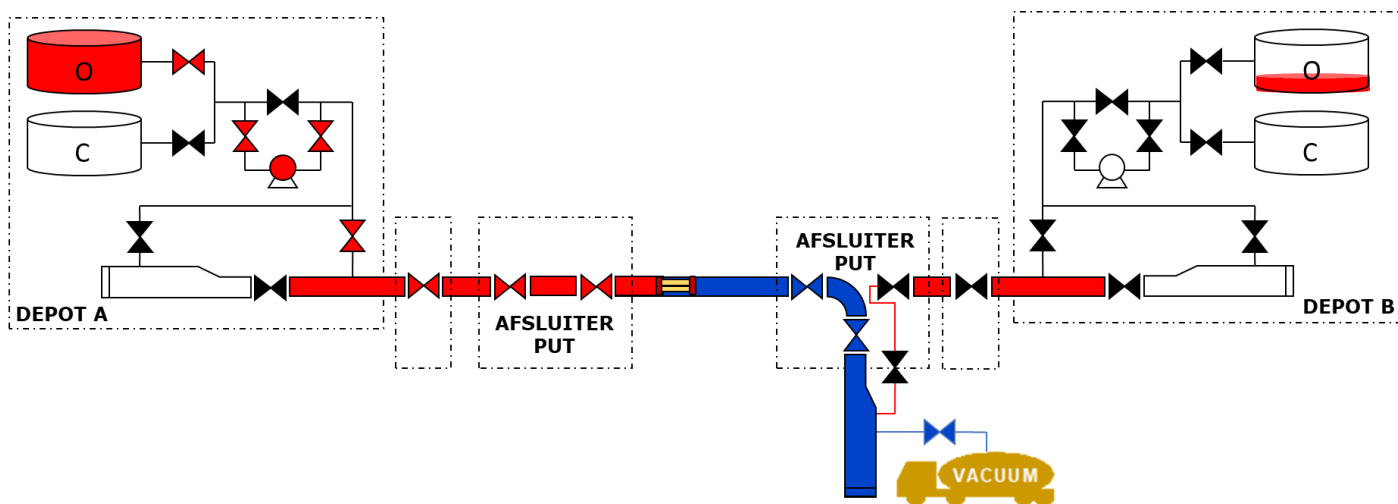 O
C
DEPOT A
AFSLUITER
PUT
AFSLUITER
PUT
VACUUM
O
C
DEPOT B